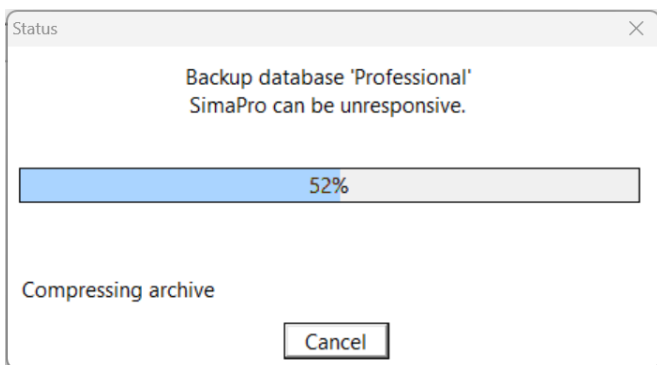 Status
Backup database 'Professional'
SimaPro can be unresponsive.
52%
Compressing archive
Cancel